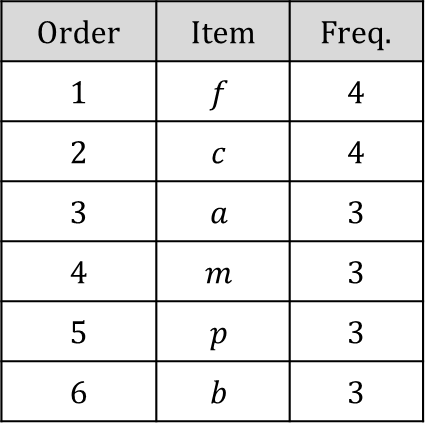 Order Item Freq.
1 f 4
2 c 4
3 a 3
4 m 3
5 p 3
6 b 3